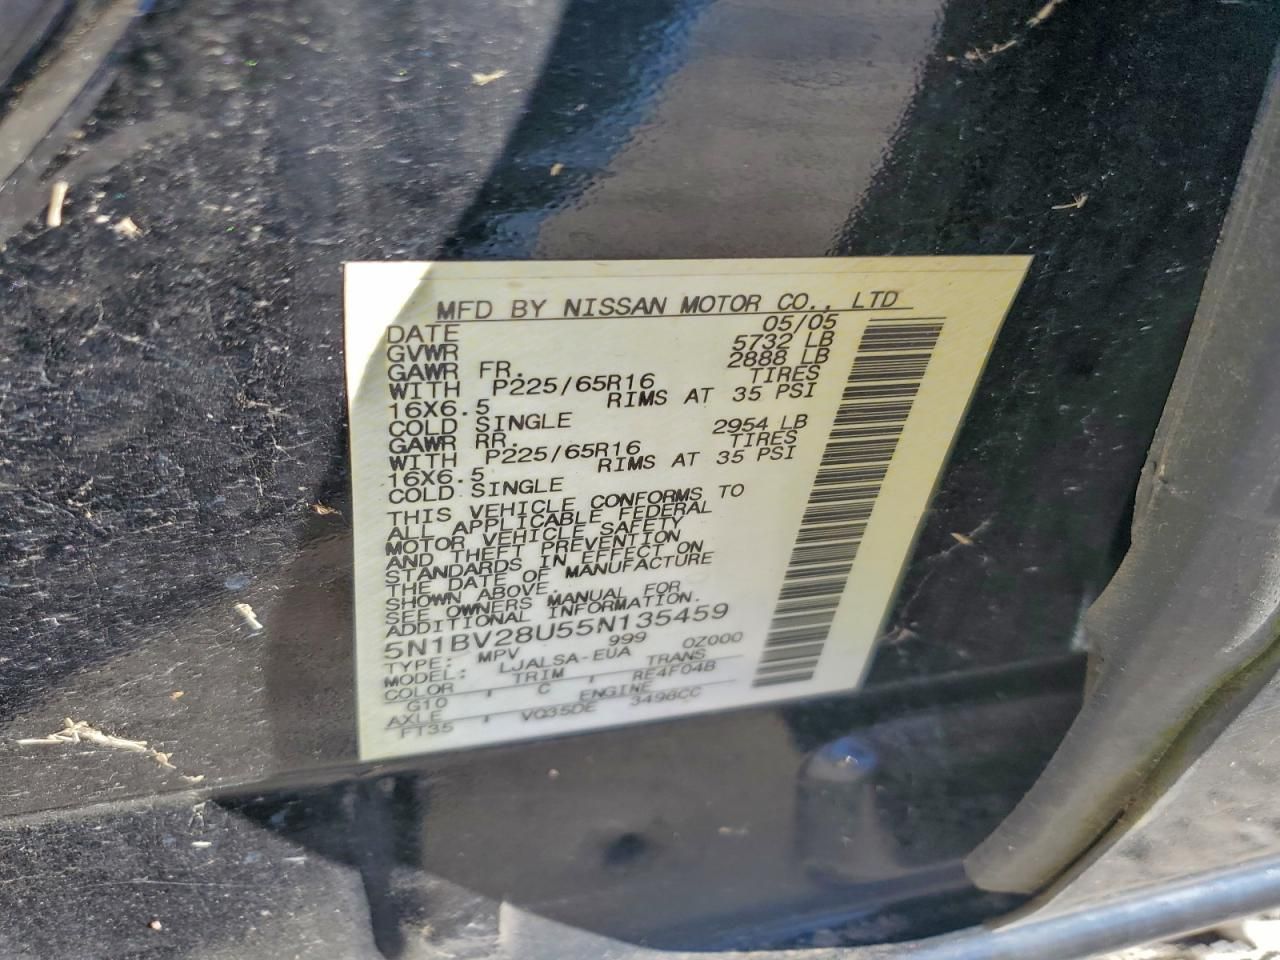 MFD BY NISSAN MOTOR CO., LTD
DATE 05/05
GVWR 5732 LB
GAWR FR. 2888 LB
WITH P225/65R16 TIRES
16X6.5 RIMS AT 35 PSI
COLD SINGLE
GAWR RR. 2954 LB
WITH P225/65R16 TIRES
16X6.5 RIMS AT 35 PSI
COLD SINGLE
THIS VEHICLE CONFORMS TO
ALL APPLICABLE FEDERAL
MOTOR VEHICLE SAFETY
AND THEFT PREVENTION
STANDARDS IN EFFECT ON
THE DATE OF MANUFACTURE
SHOWN ABOVE.
SEE OWNERS MANUAL FOR
ADDITIONAL INFORMATION.
5N1BV28U55N135459
TYPE: MPV 999 0Z000
MODEL: LJALSA-EUA
COLOR TRIM TRANS
G10 , C , RE4F04B
AXLE ENGINE
FT35 , VQ35DE 3498CC